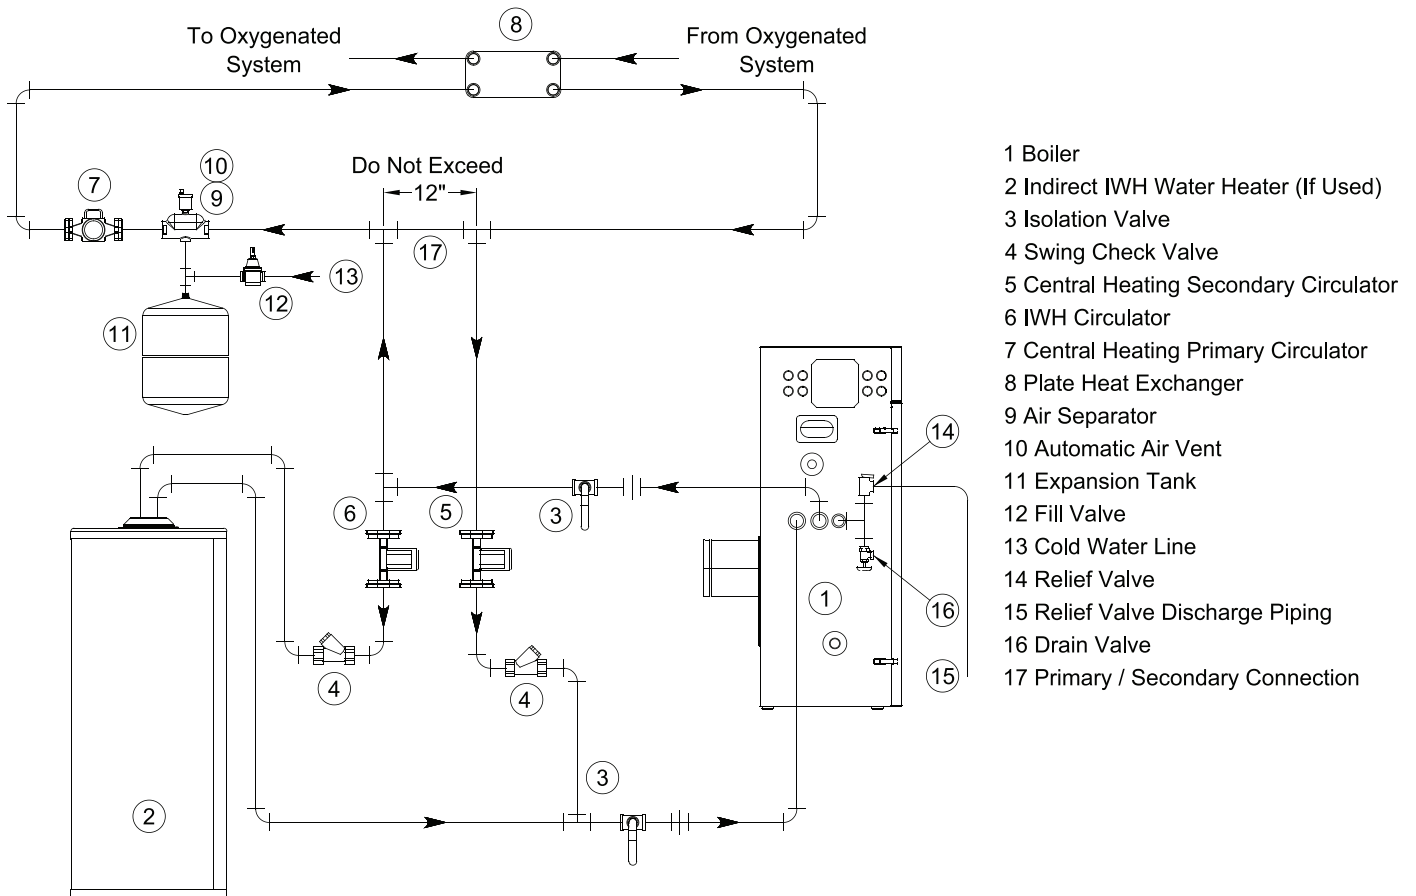 8
To Oxygenated
System
From Oxygenated
System
Do Not Exceed
12"
10
7
9
17
13
12
11
14
6
5
3
1
16
4
4
15
3
2
1 Boiler
2 Indirect IWH Water Heater (If Used)
3 Isolation Valve
4 Swing Check Valve
5 Central Heating Secondary Circulator
6 IWH Circulator
7 Central Heating Primary Circulator
8 Plate Heat Exchanger
9 Air Separator
10 Automatic Air Vent
11 Expansion Tank
12 Fill Valve
13 Cold Water Line
14 Relief Valve
15 Relief Valve Discharge Piping
16 Drain Valve
17 Primary / Secondary Connection